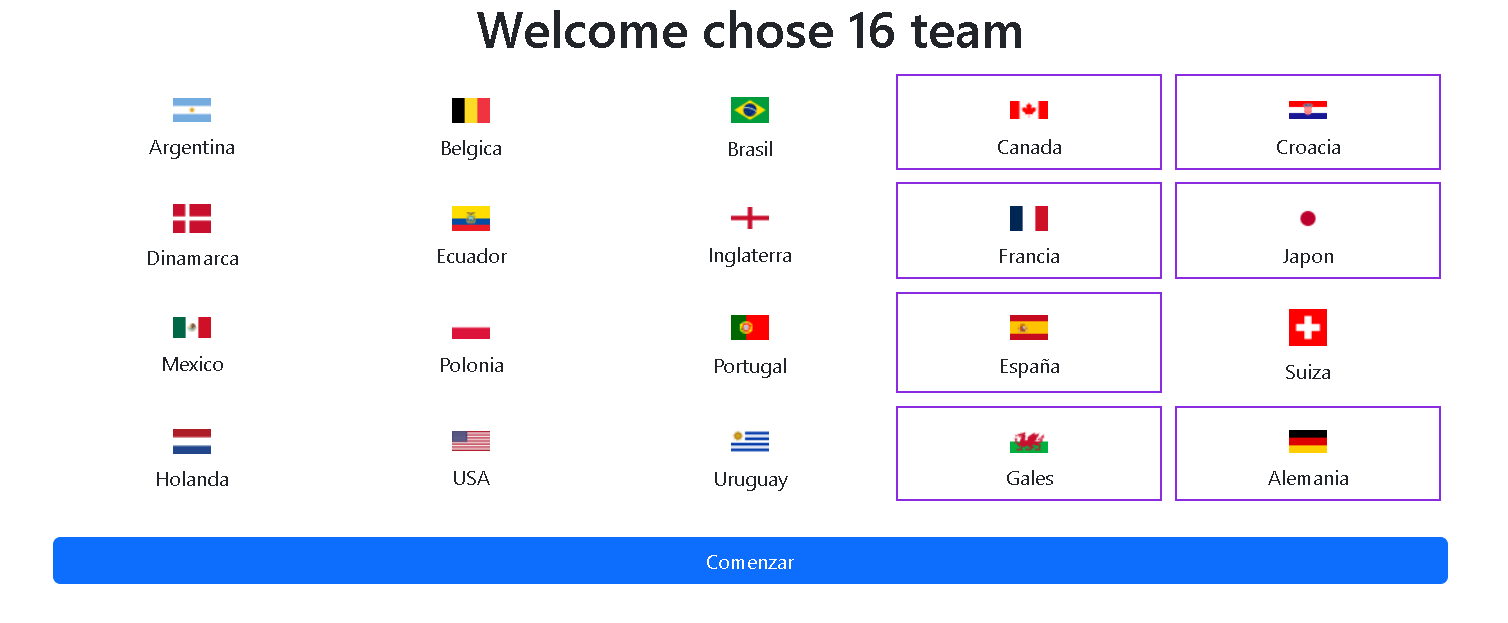 Welcome chose 16 team
Argentina
Belgica
Brasil
Canada
Croacia
Dinamarca
Ecuador
Inglaterra
Francia
Japon
Mexico
Polonia
Portugal
España
Suiza
Holanda
USA
Uruguay
Gales
Alemania
Comenzar